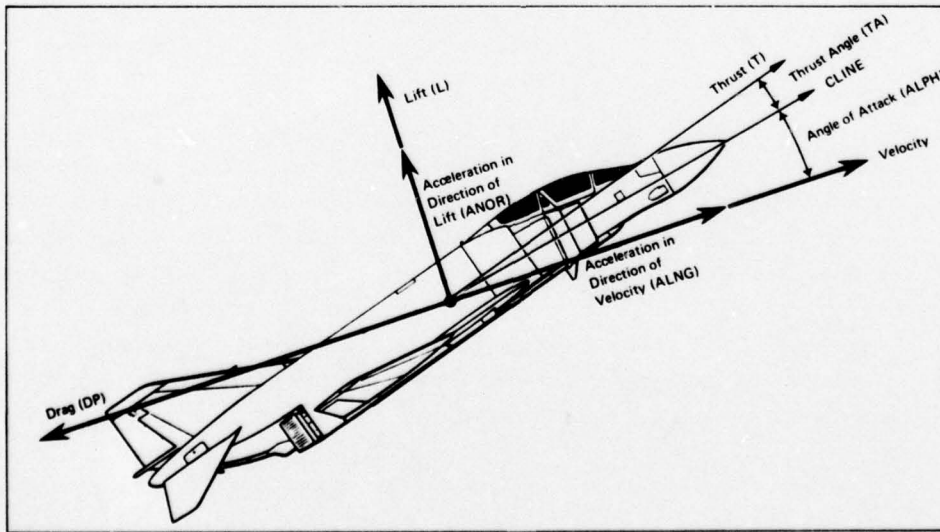 Lift (L)
Acceleration in
Direction of
Lift (ANOR)
Thrust (T)
Thrust Angle (TA)
CLINE
Angle of Attack (ALPH)
Velocity
Acceleration in
Direction of
Velocity (ALNG)
Drag (DP)